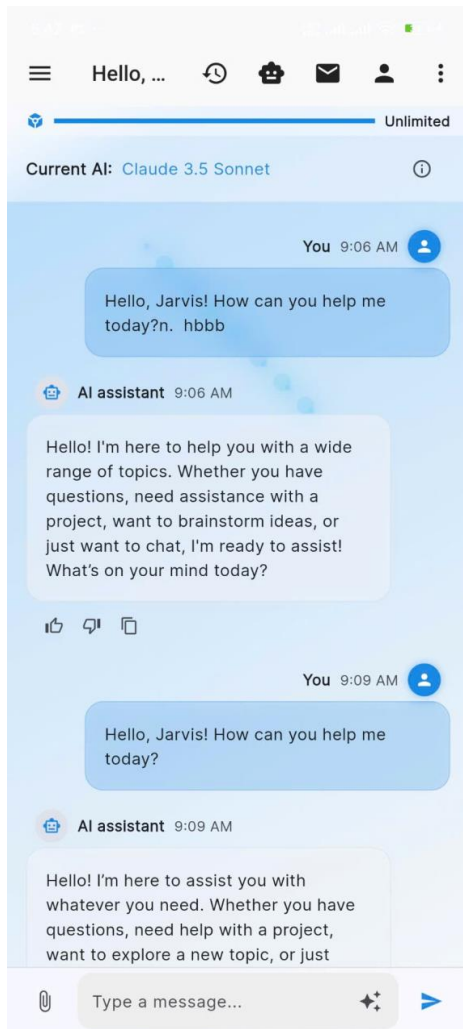 Hello, ...
Unlimited
Current AI: Claude 3.5 Sonnet
You 9:06 AM
Hello, Jarvis! How can you help me
today?n. hbbb
AI assistant 9:06 AM
Hello! I'm here to help you with a wide
range of topics. Whether you have
questions, need assistance with a
project, want to brainstorm ideas, or
just want to chat, I'm ready to assist!
What's on your mind today?
You 9:09 AM
Hello, Jarvis! How can you help me
today?
AI assistant 9:09 AM
Hello! I'm here to assist you with
whatever you need. Whether you have
questions, need help with a project,
want to explore a new topic, or just
Type a message...